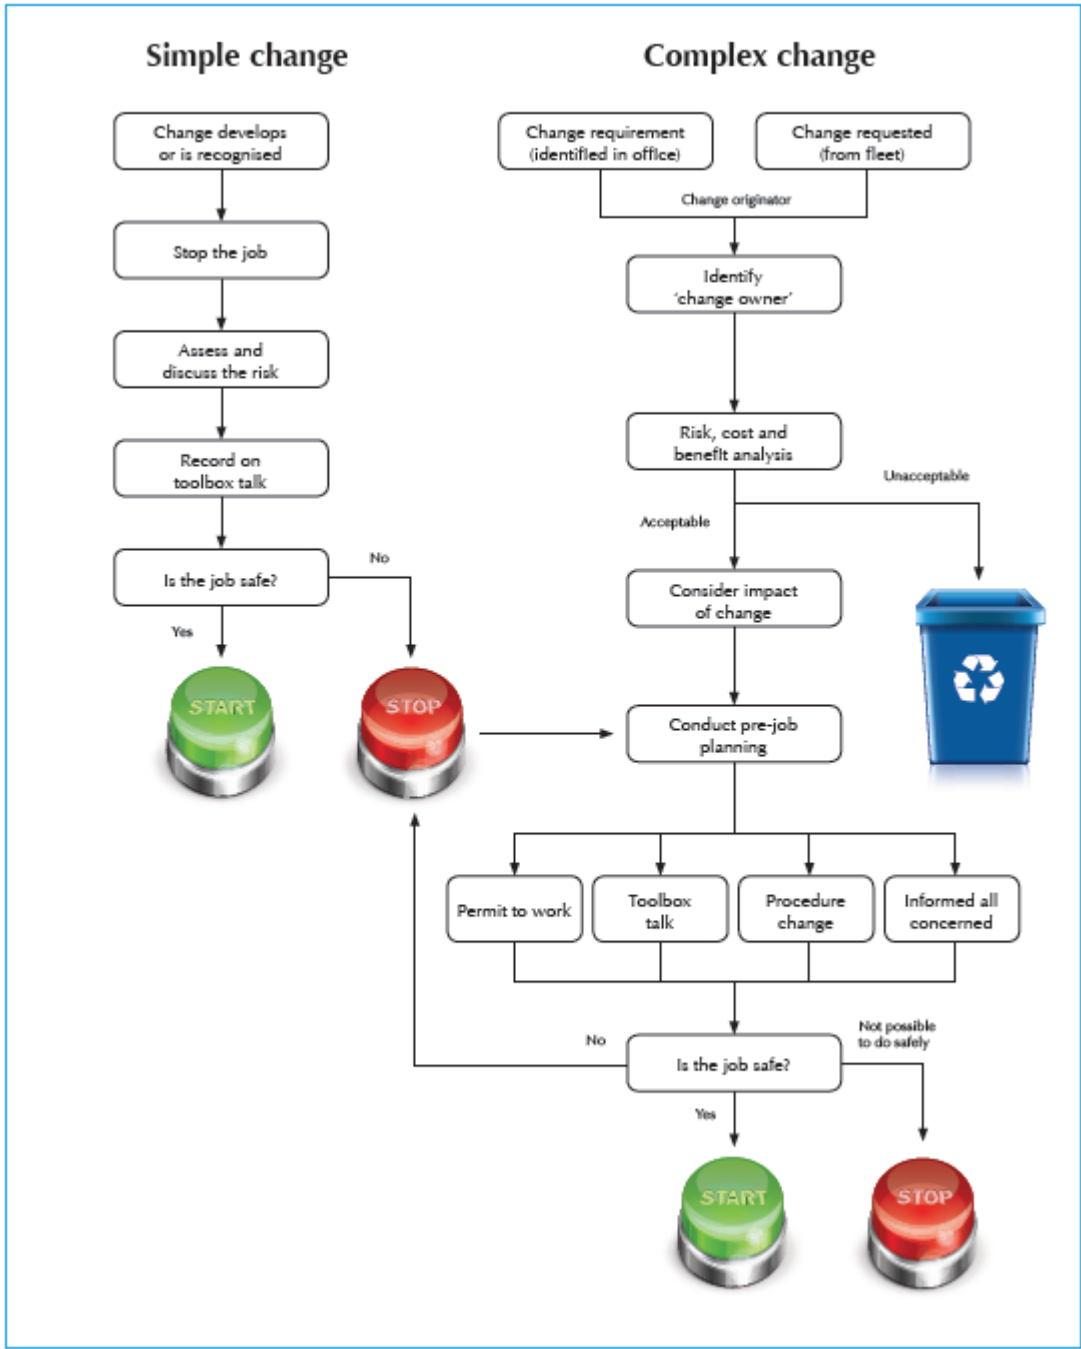 Simple change
Change develops
or is recognised
Stop the job
Assess and
discuss the risk
Record on
toolbox talk
Is the job safe?
No
Yes
START
STOP
Complex change
Change requirement
(identified in office)
Change requested
(from fleet)
Change originator
Identify
‘change owner’
Risk, cost and
benefit analysis
Unacceptable
Acceptable
Consider impact
of change
Conduct pre-job
planning
Permit to work
Toolbox
talk
Procedure
change
Informed all
concerned
No
Is the job safe?
Not possible
to do safely
Yes
START
STOP